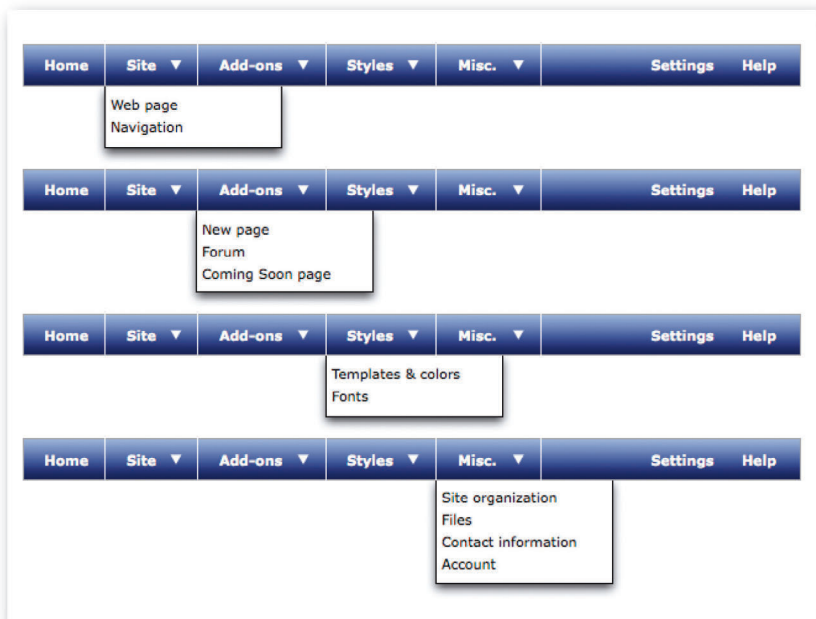 Home Site ▼ Add-ons ▼ Styles ▼ Misc. ▼ Settings Help
Web page
Navigation
Home Site ▼ Add-ons ▼ Styles ▼ Misc. ▼ Settings Help
New page
Forum
Coming Soon page
Home Site ▼ Add-ons ▼ Styles ▼ Misc. ▼ Settings Help
Templates & colors
Fonts
Home Site ▼ Add-ons ▼ Styles ▼ Misc. ▼ Settings Help
Site organization
Files
Contact information
Account